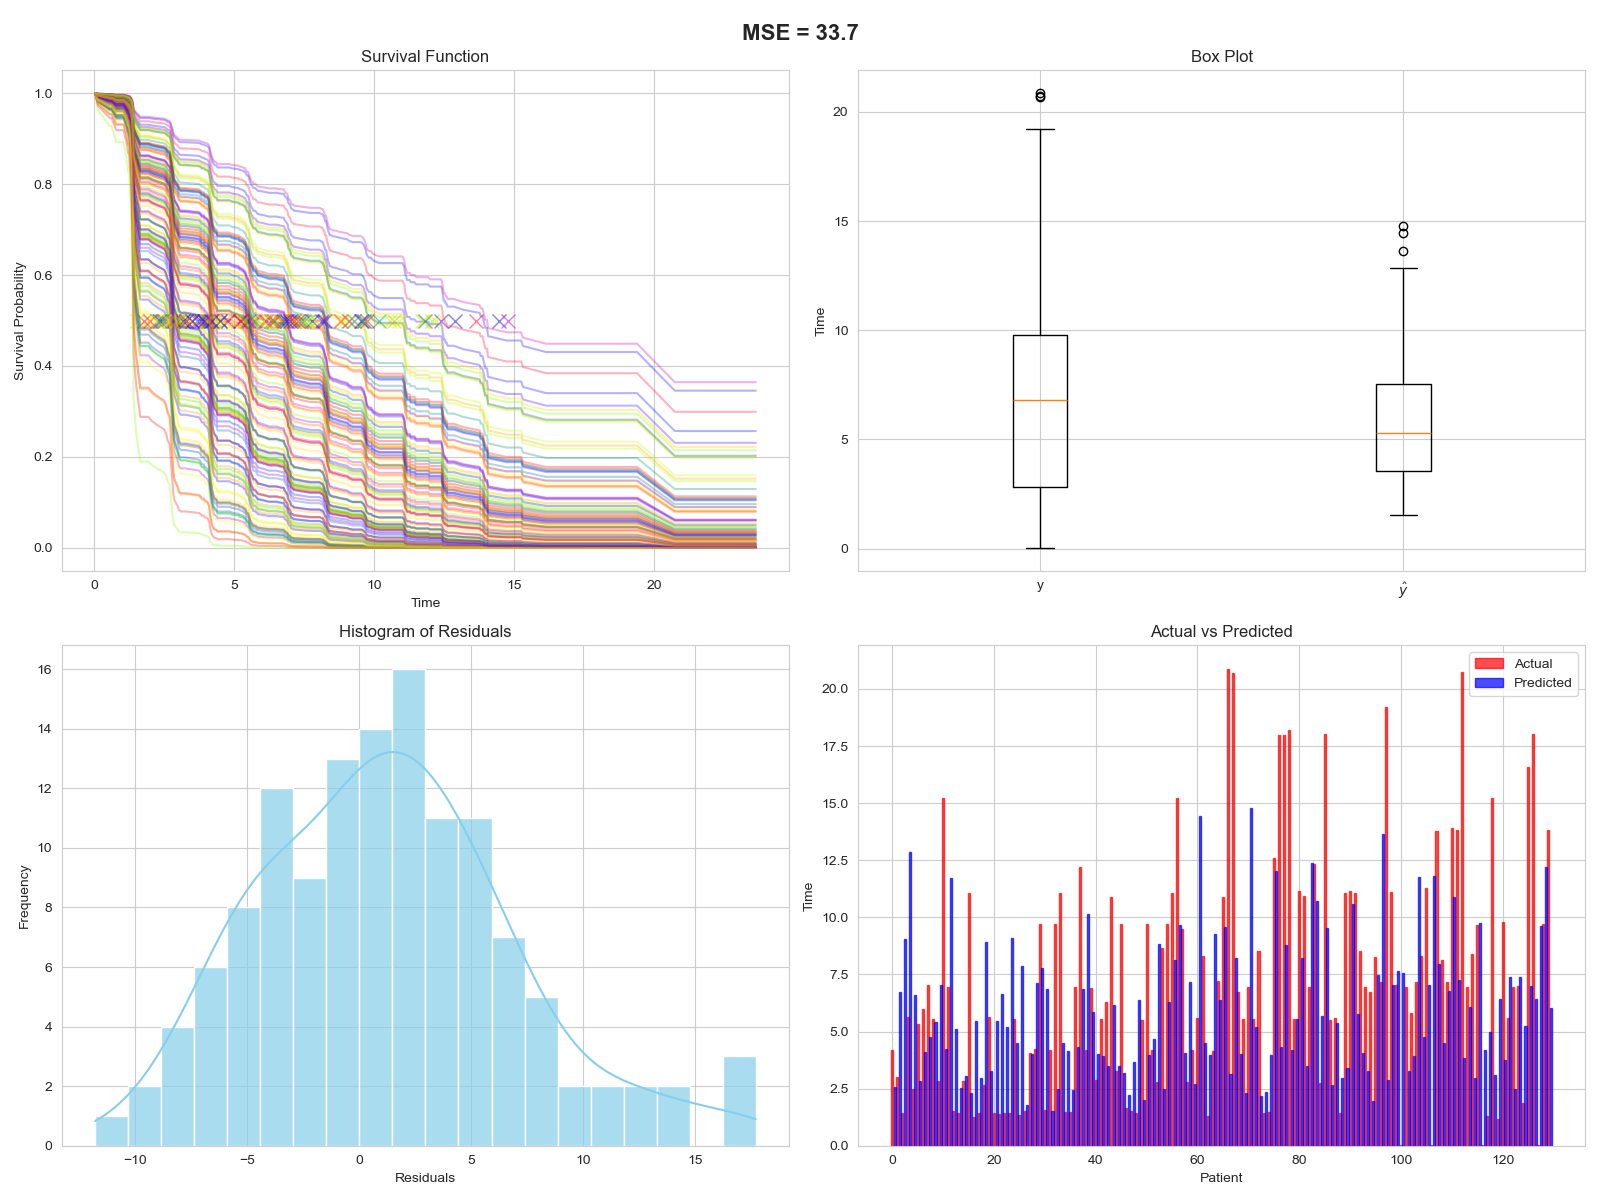 MSE = 33.7
Survival Function
1.0
0.8
0.6
0.4
0.2
0.0
Survival Probability
0
5
10
15
20
Time
Box Plot
20
15
10
5
0
Time
y
ŷ
Histogram of Residuals
16
14
12
10
8
6
4
2
0
Frequency
−10
−5
0
5
10
15
Residuals
Actual vs Predicted
Actual
Predicted
20.0
17.5
15.0
12.5
10.0
7.5
5.0
2.5
0.0
Time
0
20
40
60
80
100
120
Patient